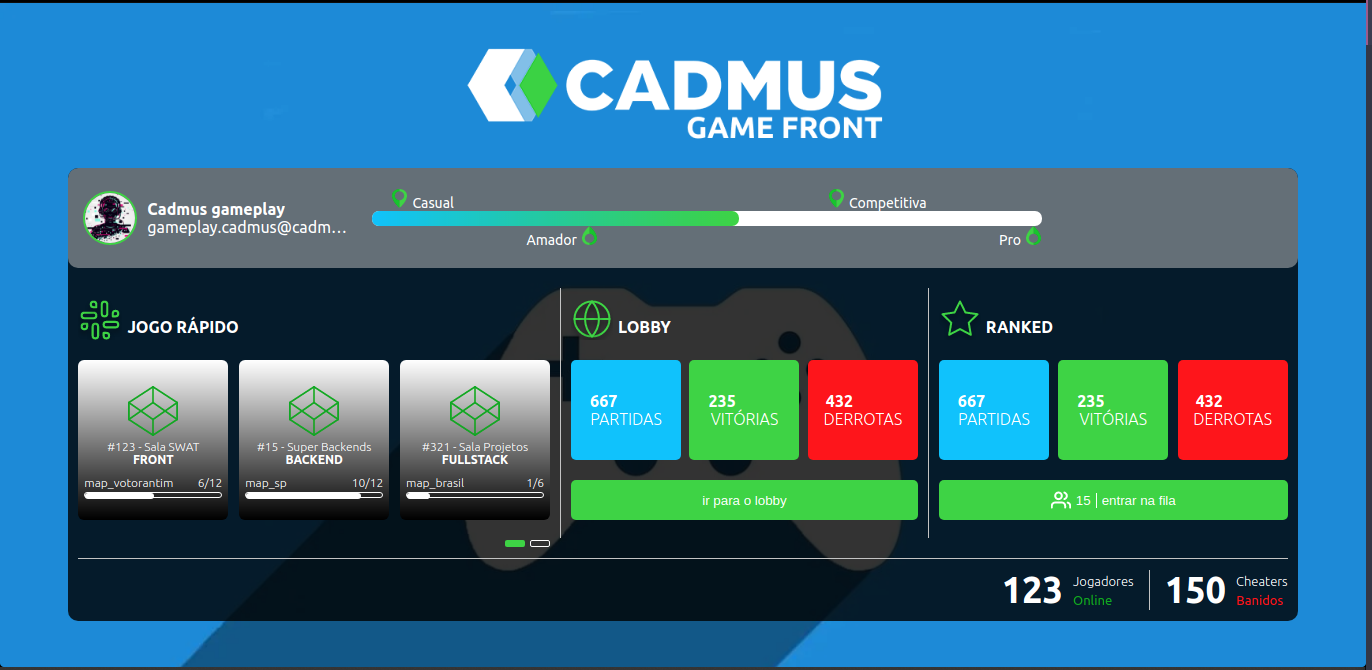 CADMUS
GAME FRONT
Cadmus gameplay
gameplay.cadmus@cadm...
Casual
Competitiva
Amador
Pro
JOGO RÁPIDO
#123 - Sala SWAT
FRONT
map_votorantim 6/12
#15 - Super Backends
BACKEND
map_sp 10/12
#321 - Sala Projetos
FULLSTACK
map_brasil 1/6
LOBBY
667
PARTIDAS
235
VITÓRIAS
432
DERROTAS
ir para o lobby
RANKED
667
PARTIDAS
235
VITÓRIAS
432
DERROTAS
15 | entrar na fila
123 Jogadores
Online
150 Cheaters
Banidos